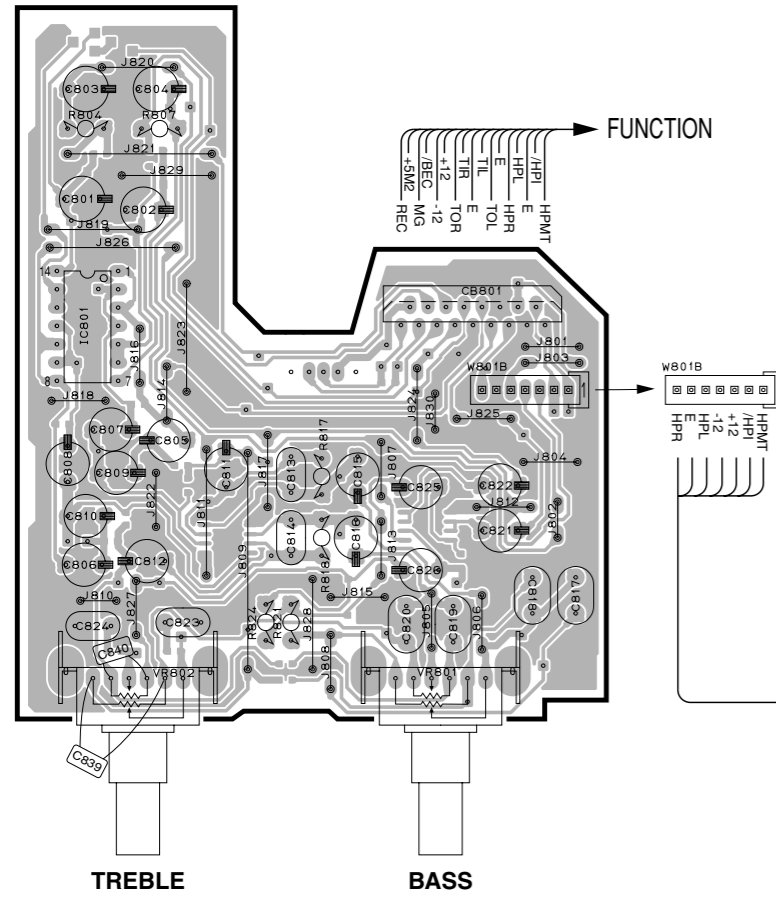 J820
C803 C804
R804 R807
J821
J829
C801 C802
J819
J826
FUNCTION
+5M2 /BEC +12 TIR TIL E HPL /HPI
REC MG -12 TOR E TOL HPR E HPMT
14 1
IC801
8 7
J816 J823
J814
J818
CB801
J801
J803
W801B
1
J824 J830
J825
J804
W801B
HPR E HPL -12 +12 /HPI HPMT
C807 C805
C808 C809
C811 J817
C813 R817
C815 J807
C825
C822
J812
C821
J802
J822
J811
C810
C814
R818
C816
J813
C826
C806 C812
J809
J810
J827
J815
C824 C823
R824 R821
J828
J808
C820 J805 C819 J806
C818 C817
C840
VR802 VR801
C839
TREBLE BASS